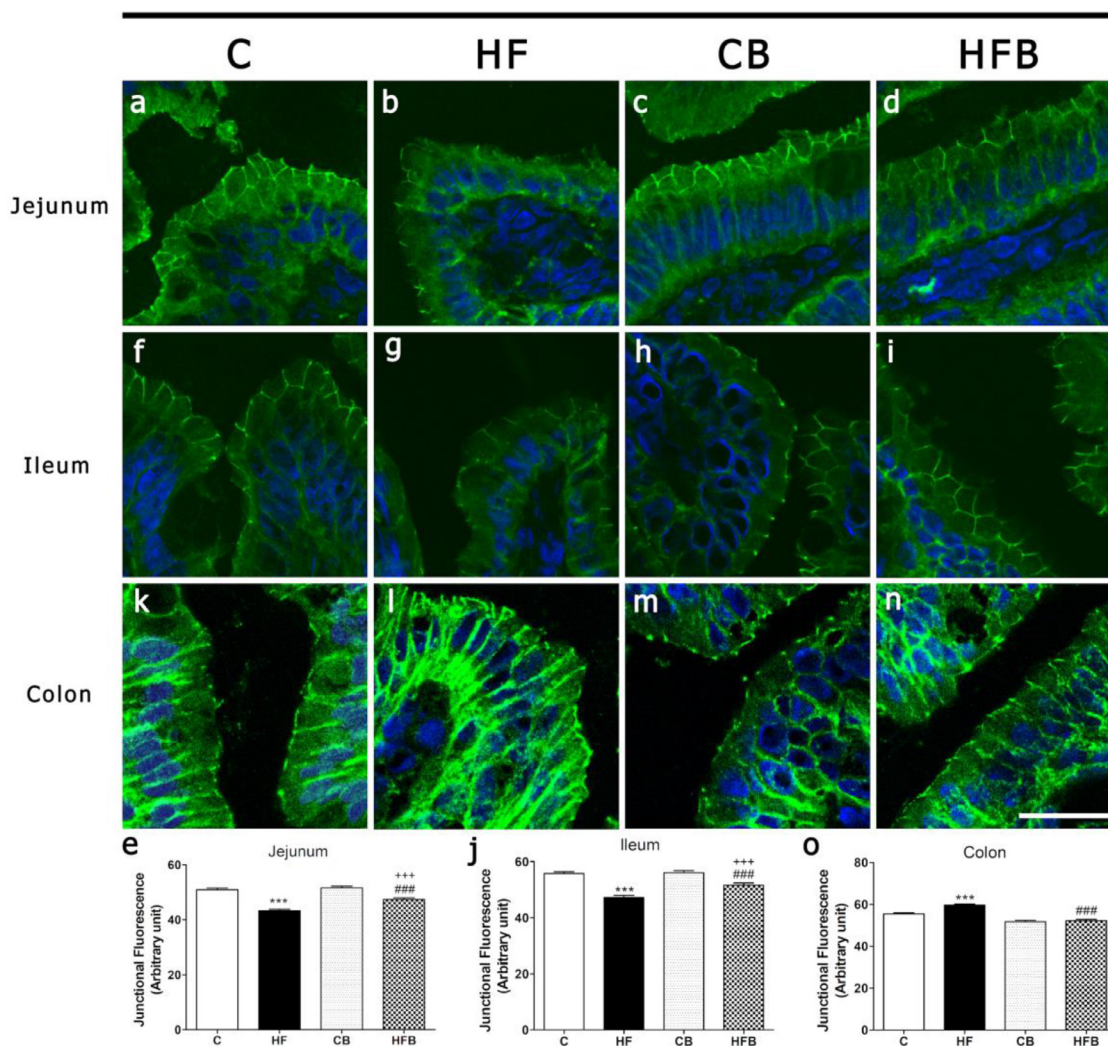 C HF CB HFB
a b c d
Jejunum
f g h i
Ileum
k l m n
Colon
e Jejunum
60
40
20
0
Junctional Fluorescence
(Arbitrary unit)
***
+++
###
C HF CB HFB
j Ileum
60
40
20
0
Junctional Fluorescence
(Arbitrary unit)
***
+++
###
C HF CB HFB
o Colon
80
60
40
20
0
Junctional Fluorescence
(Arbitrary unit)
***
###
C HF CB HFB